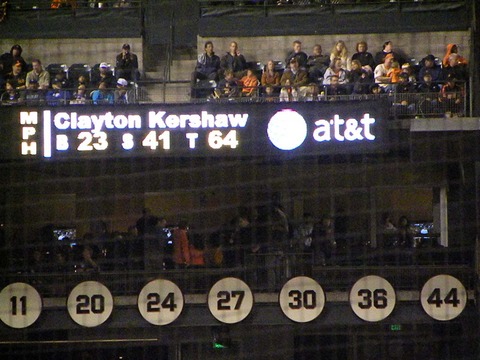 MPH
Clayton Kershaw
B 23 S 41 T 64
at&t
11 20 24 27 30 36 44